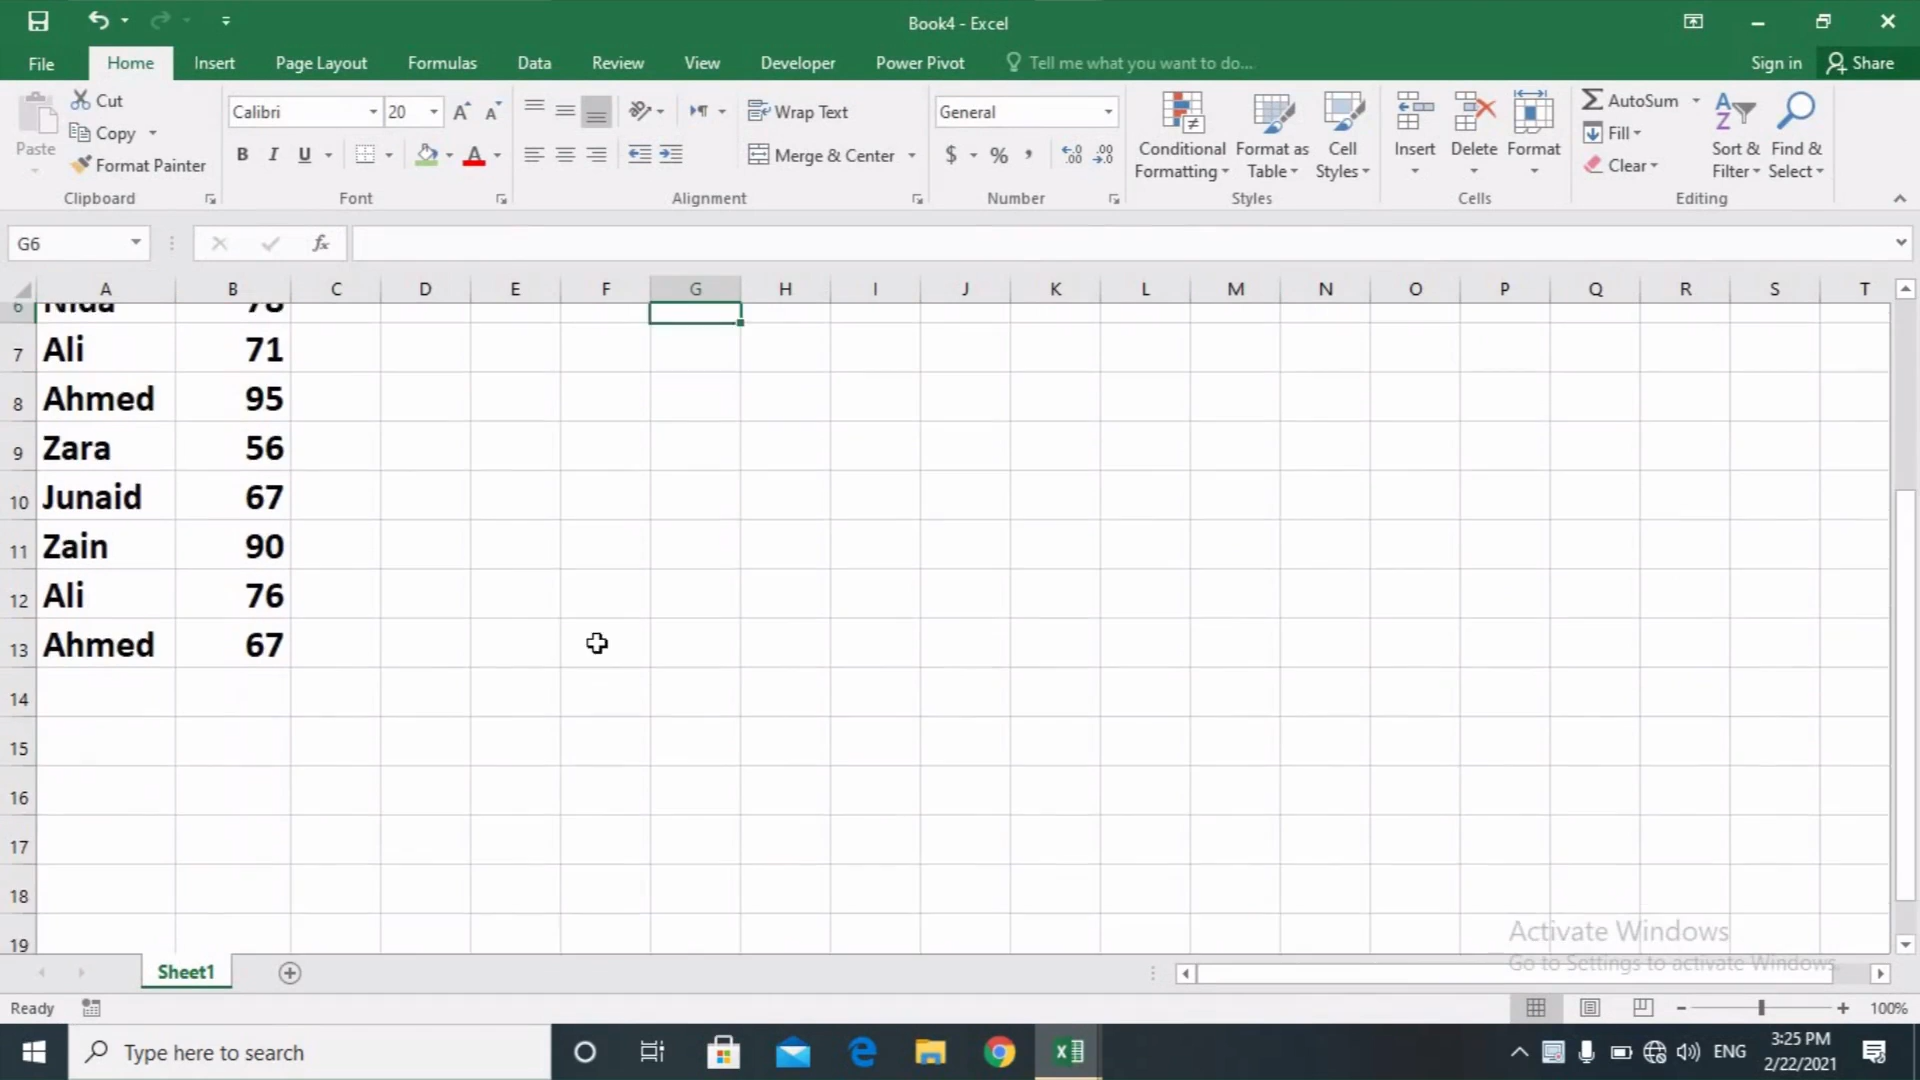 Book4 - Excel
File Home Insert Page Layout Formulas Data Review View Developer Power Pivot Tell me what you want to do... Sign in Share
Paste
Cut
Copy
Format Painter
Clipboard
Calibri 20
B I U
Font
Wrap Text
Merge & Center
Alignment
General
$ % ,
Number
Conditional Formatting
Format as Table
Cell Styles
Styles
Insert Delete Format
Cells
AutoSum
Fill
Clear
Sort & Filter
Find & Select
Editing
G6 fx
A B C D E F G H I J K L M N O P Q R S T
6 Nida 78
7 Ali 71
8 Ahmed 95
9 Zara 56
10 Junaid 67
11 Zain 90
12 Ali 76
13 Ahmed 67
14
15
16
17
18
19
Activate Windows
Go to Settings to activate Windows.
Sheet1
Ready 100%
Type here to search ENG 3:25 PM
2/22/2021